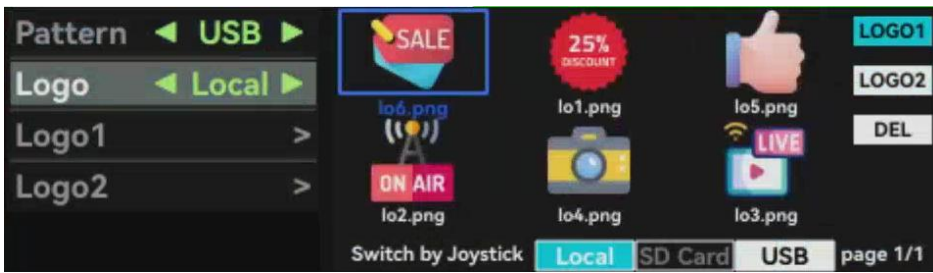 Pattern ◀ USB ▶
Logo ◀ Local ▶
Logo1 >
Logo2 >
SALE
lo6.png
25%
DISCOUNT
lo1.png
lo5.png
ON AIR
lo2.png
lo4.png
LIVE
lo3.png
LOGO1
LOGO2
DEL
Switch by Joystick Local SD Card USB page 1/1